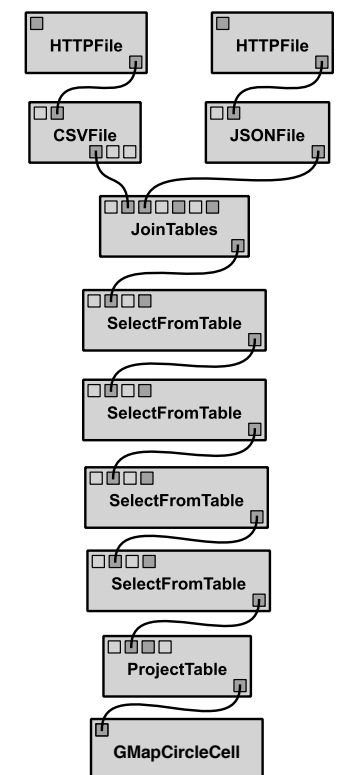 HTTPFile
HTTPFile
CSVFile
JSONFile
JoinTables
SelectFromTable
SelectFromTable
SelectFromTable
SelectFromTable
ProjectTable
GMapCircleCell